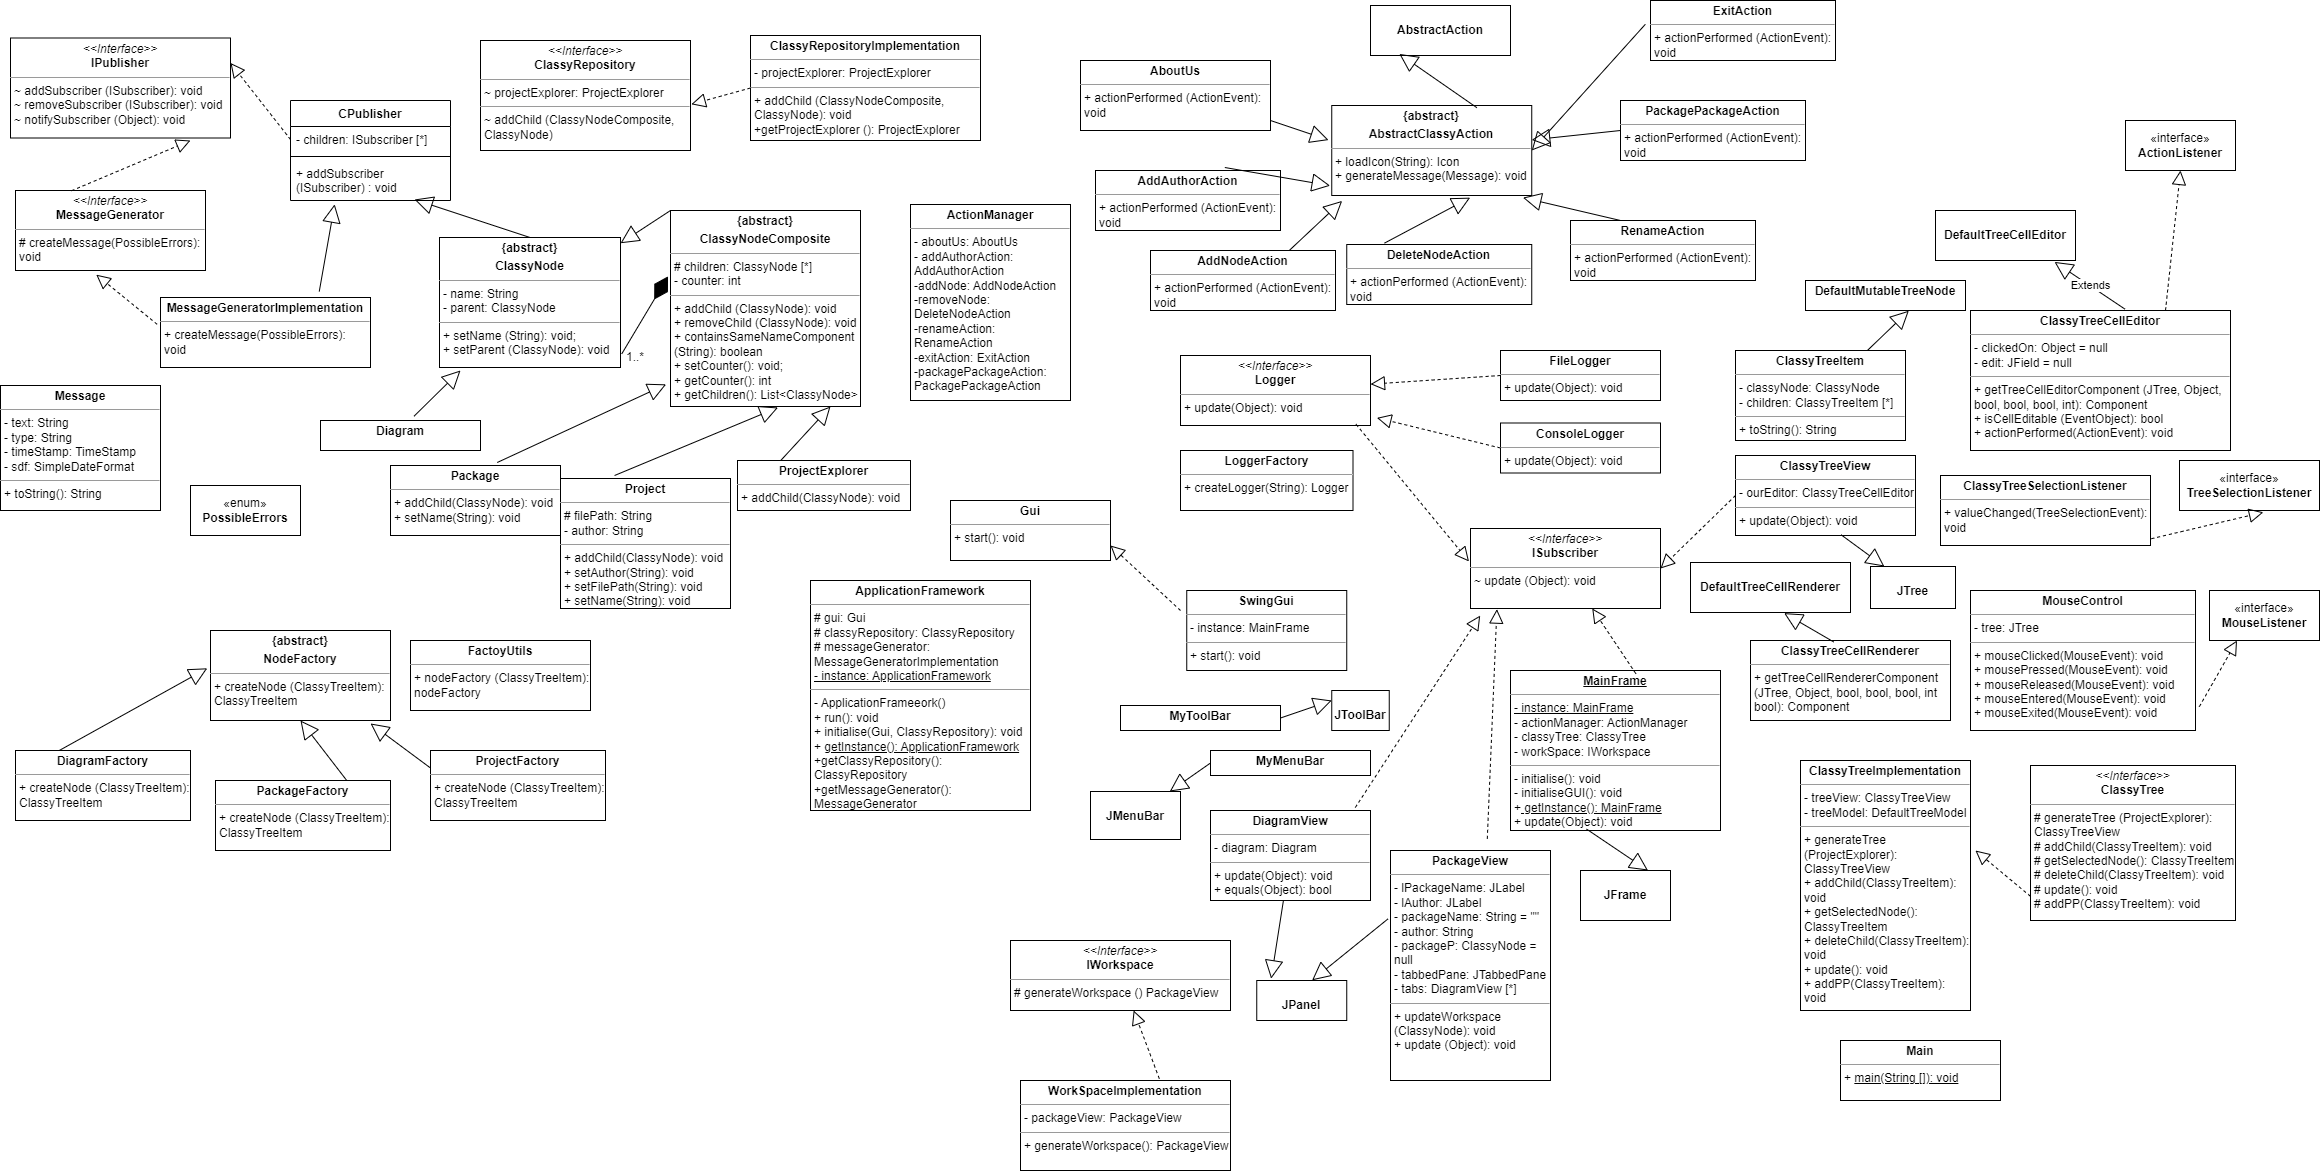 <<Interface>>
IPublisher
~ addSubscriber (ISubscriber): void
~ removeSubscriber (ISubscriber): void
~ notifySubscriber (Object): void
CPublisher
- children: ISubscriber [*]
+ addSubscriber
(ISubscriber) : void
<<Interface>>
ClassyRepository
~ projectExplorer: ProjectExplorer
~ addChild (ClassyNodeComposite,
ClassyNode)
ClassyRepositoryImplementation
- projectExplorer: ProjectExplorer
+ addChild (ClassyNodeComposite,
ClassyNode): void
+getProjectExplorer (): ProjectExplorer
AbstractAction
ExitAction
+ actionPerformed (ActionEvent):
void
AboutUs
+ actionPerformed (ActionEvent):
void
{abstract}
AbstractClassyAction
+ loadIcon(String): Icon
+ generateMessage(Message): void
PackagePackageAction
+ actionPerformed (ActionEvent):
void
«interface»
ActionListener
AddAuthorAction
+ actionPerformed (ActionEvent):
void
<<Interface>>
MessageGenerator
# createMessage(PossibleErrors):
void
{abstract}
ClassyNode
- name: String
- parent: ClassyNode
+ setName (String): void;
+ setParent (ClassyNode): void
1..*
{abstract}
ClassyNodeComposite
# children: ClassyNode [*]
- counter: int
+ addChild (ClassyNode): void
+ removeChild (ClassyNode): void
+ containsSameNameComponent
(String): boolean
+ setCounter(): void;
+ getCounter(): int
+ getChildren(): List<ClassyNode>
ActionManager
- aboutUs: AboutUs
- addAuthorAction:
AddAuthorAction
-addNode: AddNodeAction
-removeNode:
DeleteNodeAction
-renameAction:
RenameAction
-exitAction: ExitAction
-packagePackageAction:
PackagePackageAction
AddNodeAction
+ actionPerformed (ActionEvent):
void
DeleteNodeAction
+ actionPerformed (ActionEvent):
void
RenameAction
+ actionPerformed (ActionEvent):
void
DefaultTreeCellEditor
Extends
DefaultMutableTreeNode
MessageGeneratorImplementation
+ createMessage(PossibleErrors):
void
ClassyTreeCellEditor
- clickedOn: Object = null
- edit: JField = null
+ getTreeCellEditorComponent (JTree, Object,
bool, bool, bool, int): Component
+ isCellEditable (EventObject): bool
+ actionPerformed(ActionEvent): void
ClassyTreeItem
- classyNode: ClassyNode
- children: ClassyTreeItem [*]
+ toString(): String
<<Interface>>
Logger
+ update(Object): void
FileLogger
+ update(Object): void
ConsoleLogger
+ update(Object): void
LoggerFactory
+ createLogger(String): Logger
Message
- text: String
- type: String
- timeStamp: TimeStamp
- sdf: SimpleDateFormat
+ toString(): String
Diagram
«enum»
PossibleErrors
Package
+ addChild(ClassyNode): void
+ setName(String): void
Project
# filePath: String
- author: String
+ addChild(ClassyNode): void
+ setAuthor(String): void
+ setFilePath(String): void
+ setName(String): void
ProjectExplorer
+ addChild(ClassyNode): void
Gui
+ start(): void
ClassyTreeView
- ourEditor: ClassyTreeCellEditor
+ update(Object): void
ClassyTreeSelectionListener
+ valueChanged(TreeSelectionEvent):
void
«interface»
TreeSelectionListener
<<Interface>>
ISubscriber
~ update (Object): void
DefaultTreeCellRenderer
JTree
ApplicationFramework
# gui: Gui
# classyRepository: ClassyRepository
# messageGenerator:
MessageGeneratorImplementation
- instance: ApplicationFramework
- ApplicationFrameeork()
+ run(): void
+ initialise(Gui, ClassyRepository): void
+ getInstance(): ApplicationFramework
+getClassyRepository():
ClassyRepository
+getMessageGenerator():
MessageGenerator
SwingGui
- instance: MainFrame
+ start(): void
MouseControl
- tree: JTree
+ mouseClicked(MouseEvent): void
+ mousePressed(MouseEvent): void
+ mouseReleased(MouseEvent): void
+ mouseEntered(MouseEvent): void
+ mouseExited(MouseEvent): void
«interface»
MouseListener
ClassyTreeCellRenderer
+ getTreeCellRendererComponent
(JTree, Object, bool, bool, bool, int
bool): Component
{abstract}
NodeFactory
+ createNode (ClassyTreeItem):
ClassyTreeItem
FactoyUtils
+ nodeFactory (ClassyTreeItem):
nodeFactory
DiagramFactory
+ createNode (ClassyTreeItem):
ClassyTreeItem
PackageFactory
+ createNode (ClassyTreeItem):
ClassyTreeItem
ProjectFactory
+ createNode (ClassyTreeItem):
ClassyTreeItem
MyToolBar
JToolBar
MyMenuBar
JMenuBar
MainFrame
- instance: MainFrame
- actionManager: ActionManager
- classyTree: ClassyTree
- workSpace: IWorkspace
- initialise(): void
- initialiseGUI(): void
+ getInstance(): MainFrame
+ update(Object): void
DiagramView
- diagram: Diagram
+ update(Object): void
+ equals(Object): bool
PackageView
- lPackageName: JLabel
- lAuthor: JLabel
- packageName: String = ""
- author: String
- packageP: ClassyNode =
null
- tabbedPane: JTabbedPane
- tabs: DiagramView [*]
+ updateWorkspace
(ClassyNode): void
+ update (Object): void
JFrame
JPanel
ClassyTreeImplementation
- treeView: ClassyTreeView
- treeModel: DefaultTreeModel
+ generateTree
(ProjectExplorer):
ClassyTreeView
+ addChild(ClassyTreeItem):
void
+ getSelectedNode():
ClassyTreeItem
+ deleteChild(ClassyTreeItem):
void
+ update(): void
+ addPP(ClassyTreeItem):
void
<<Interface>>
ClassyTree
# generateTree (ProjectExplorer):
ClassyTreeView
# addChild(ClassyTreeItem): void
# getSelectedNode(): ClassyTreeItem
# deleteChild(ClassyTreeItem): void
# update(): void
# addPP(ClassyTreeItem): void
<<Interface>>
IWorkspace
# generateWorkspace () PackageView
WorkSpaceImplementation
- packageView: PackageView
+ generateWorkspace(): PackageView
Main
+ main(String []): void